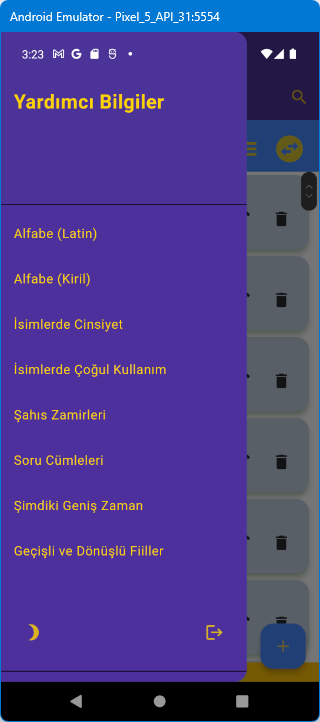 Android Emulator - Pixel_5_API_31:5554
3:23
Yardımcı Bilgiler
Alfabe (Latin)
Alfabe (Kiril)
İsimlerde Cinsiyet
İsimlerde Çoğul Kullanım
Şahıs Zamirleri
Soru Cümleleri
Şimdiki Geniş Zaman
Geçişli ve Dönüşlü Fiiller